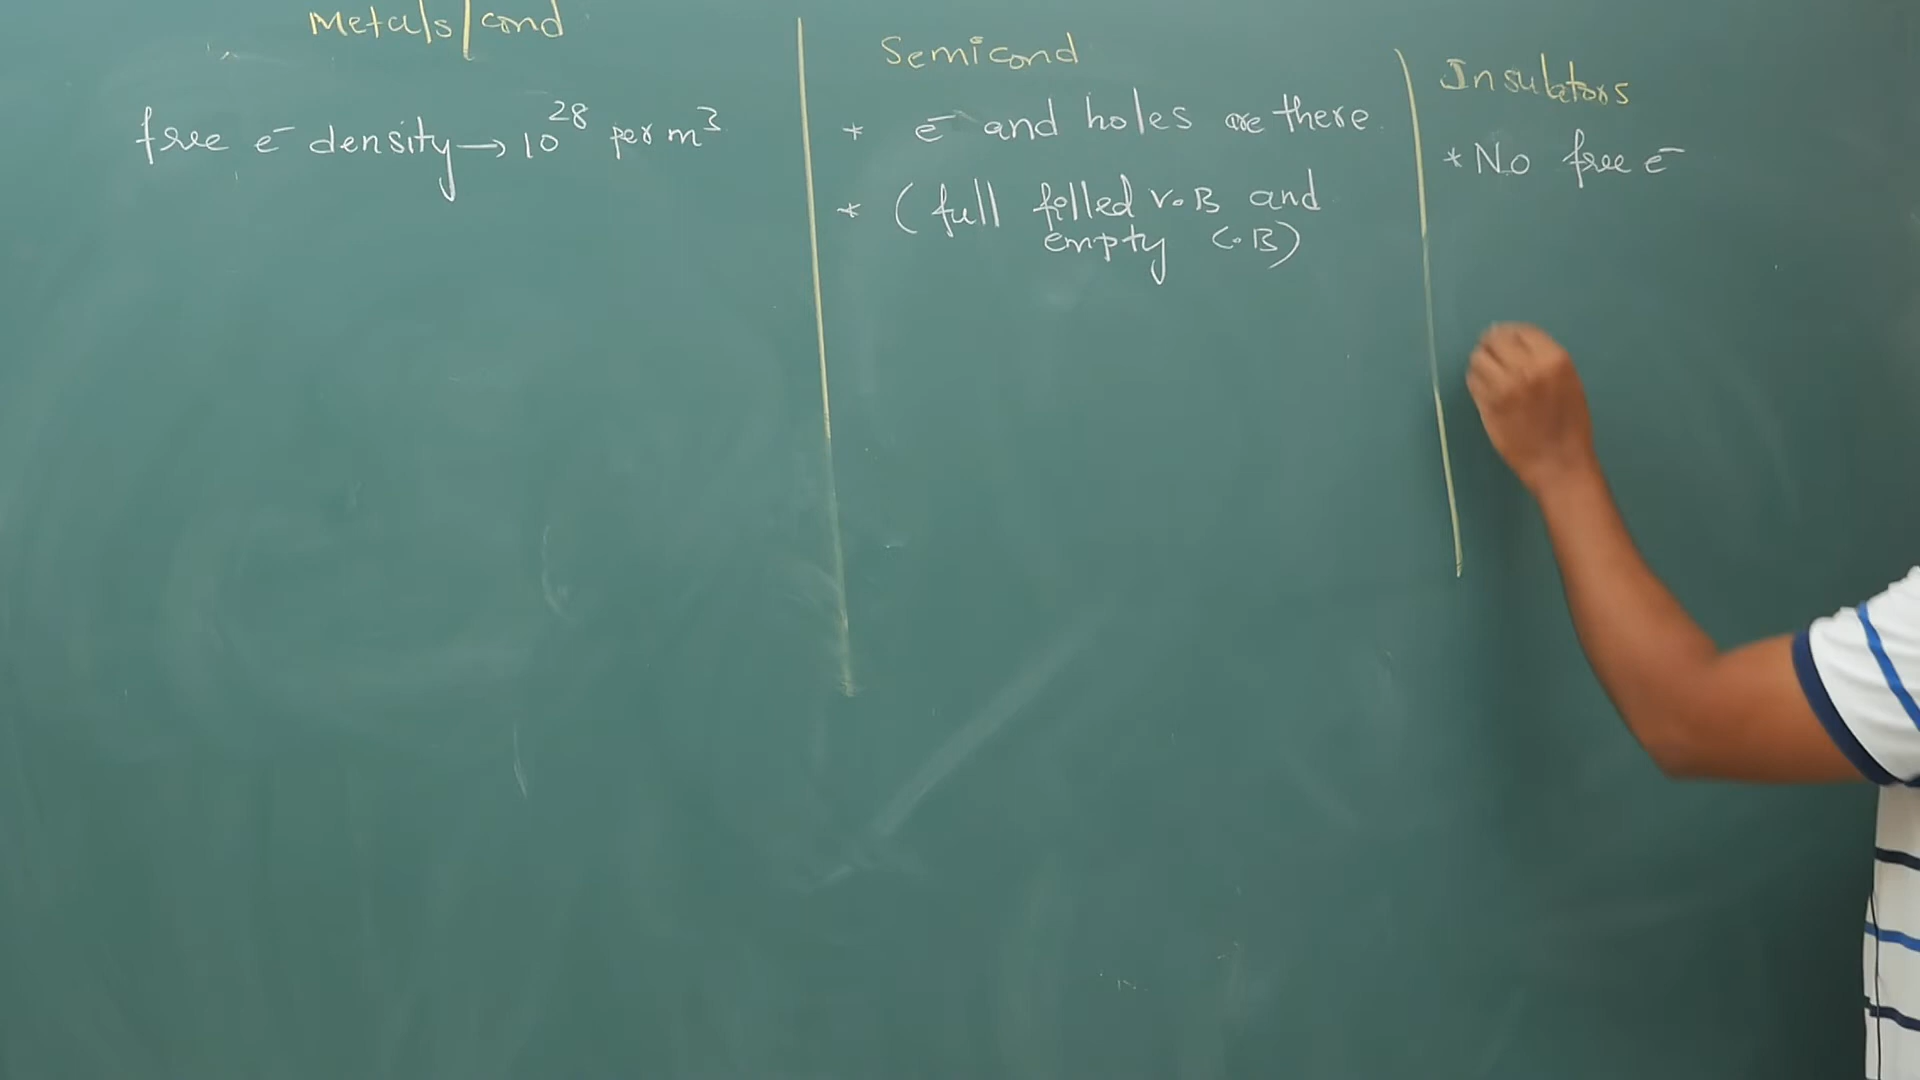 Metals/cond
free e⁻ density → 10²⁸ per m³
Semicond
* e⁻ and holes are there
* (full filled V.B and
empty C.B)
Insulators
* No free e⁻